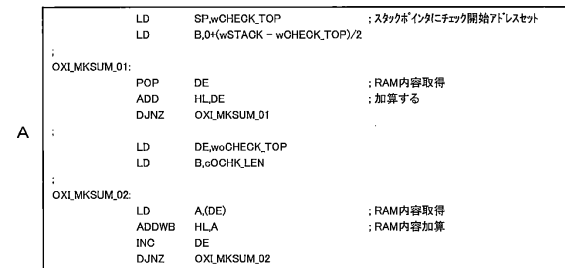 LD SP,wCHECK_TOP ; スタックポインタにチェック開始アドレスセット
LD B,0+(wSTACK - wCHECK_TOP)/2
;
OXI_MKSUM_01:
POP DE ; RAM内容取得
ADD HL,DE ; 加算する
DJNZ OXI_MKSUM_01
A
;
LD DE,woCHECK_TOP
LD B,cOCHK_LEN
;
OXI_MKSUM_02:
LD A,(DE) ; RAM内容取得
ADDWB HL,A ; RAM内容加算
INC DE
DJNZ OXI_MKSUM_02